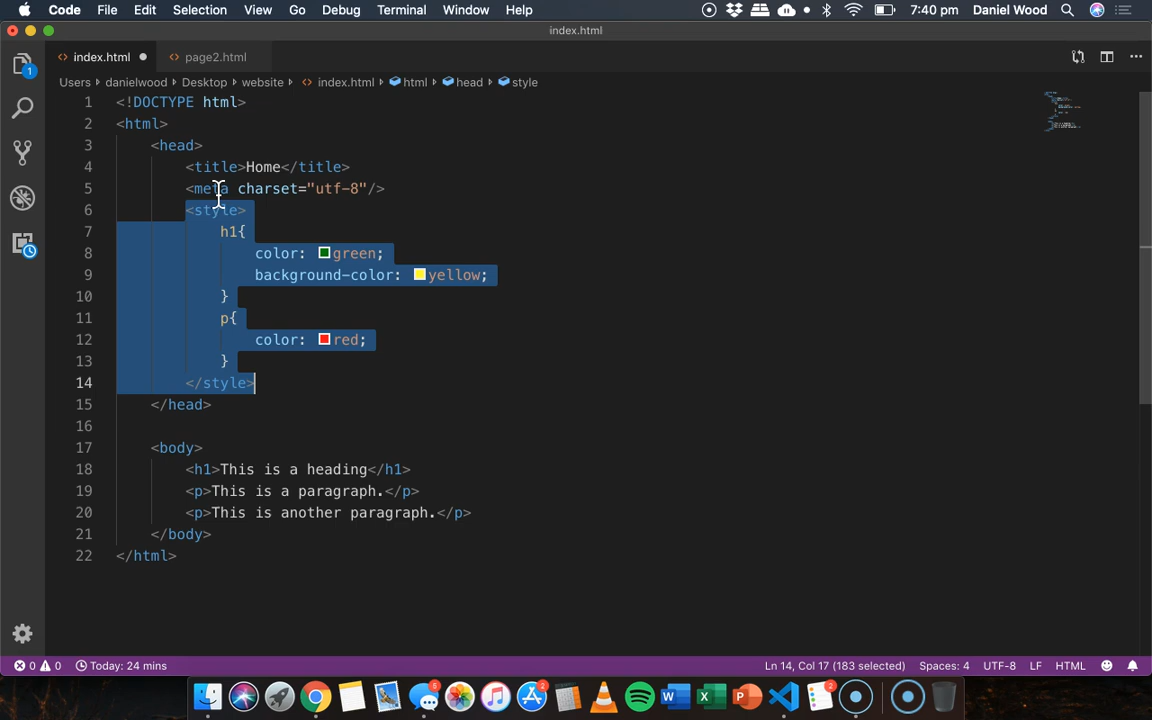 Code File Edit Selection View Go Debug Terminal Window Help 7:40 pm Daniel Wood
index.html
index.html page2.html
Users danielwood Desktop website index.html html head style
1 <!DOCTYPE html>
2 <html>
3 <head>
4 <title>Home</title>
5 <meta charset="utf-8"/>
6 <style>
7 h1{
8 color: green;
9 background-color: yellow;
10 }
11 p{
12 color: red;
13 }
14 </style>
15 </head>
16
17 <body>
18 <h1>This is a heading</h1>
19 <p>This is a paragraph.</p>
20 <p>This is another paragraph.</p>
21 </body>
22 </html>
1
0 0 Today: 24 mins Ln 14, Col 17 (183 selected) Spaces: 4 UTF-8 LF HTML